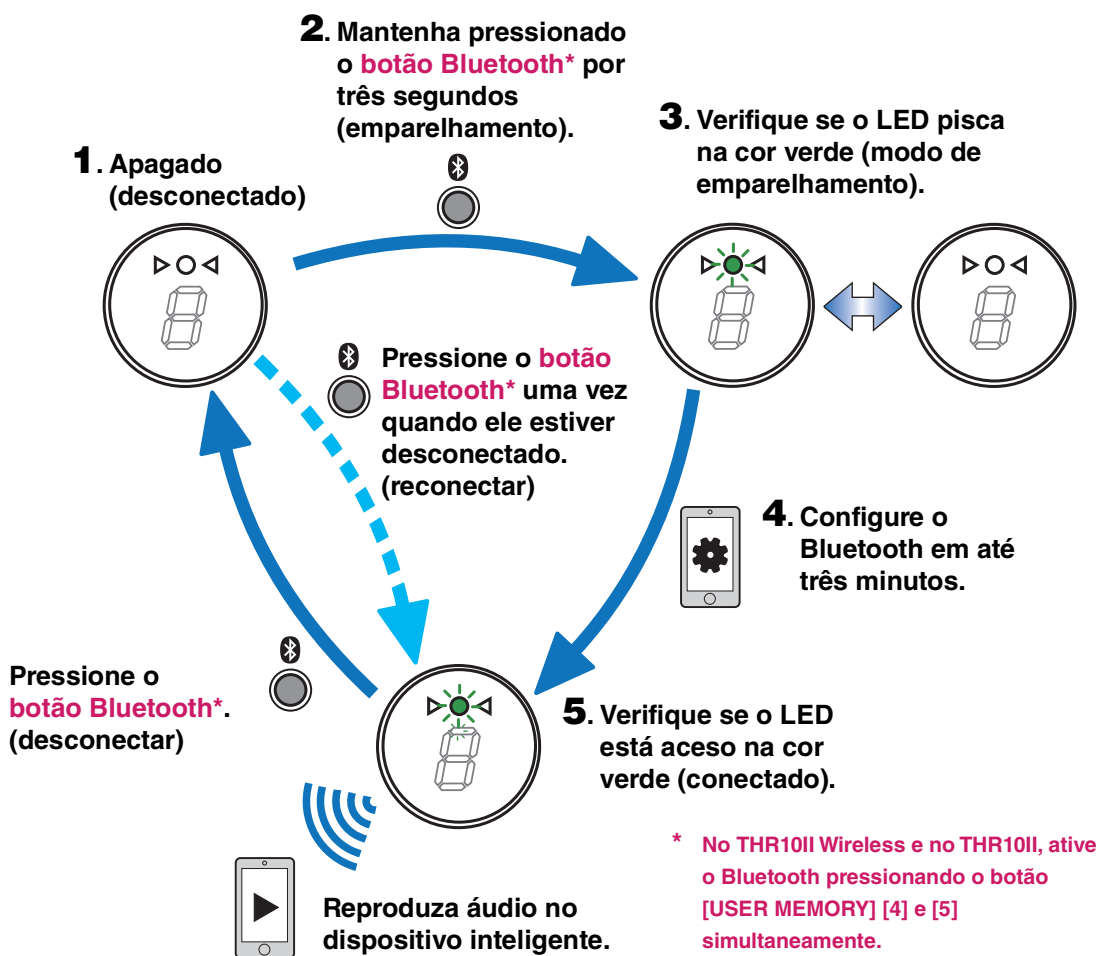 2. Mantenha pressionado
o botão Bluetooth* por
três segundos
(emparelhamento).
3. Verifique se o LED pisca
na cor verde (modo de
emparelhamento).
1. Apagado
(desconectado)
Pressione o botão
Bluetooth* uma vez
quando ele estiver
desconectado.
(reconectar)
4. Configure o
Bluetooth em até
três minutos.
Pressione o
botão Bluetooth*.
(desconectar)
5. Verifique se o LED
está aceso na cor
verde (conectado).
* No THR10II Wireless e no THR10II, ative
o Bluetooth pressionando o botão
[USER MEMORY] [4] e [5]
simultaneamente.
Reproduza áudio no
dispositivo inteligente.